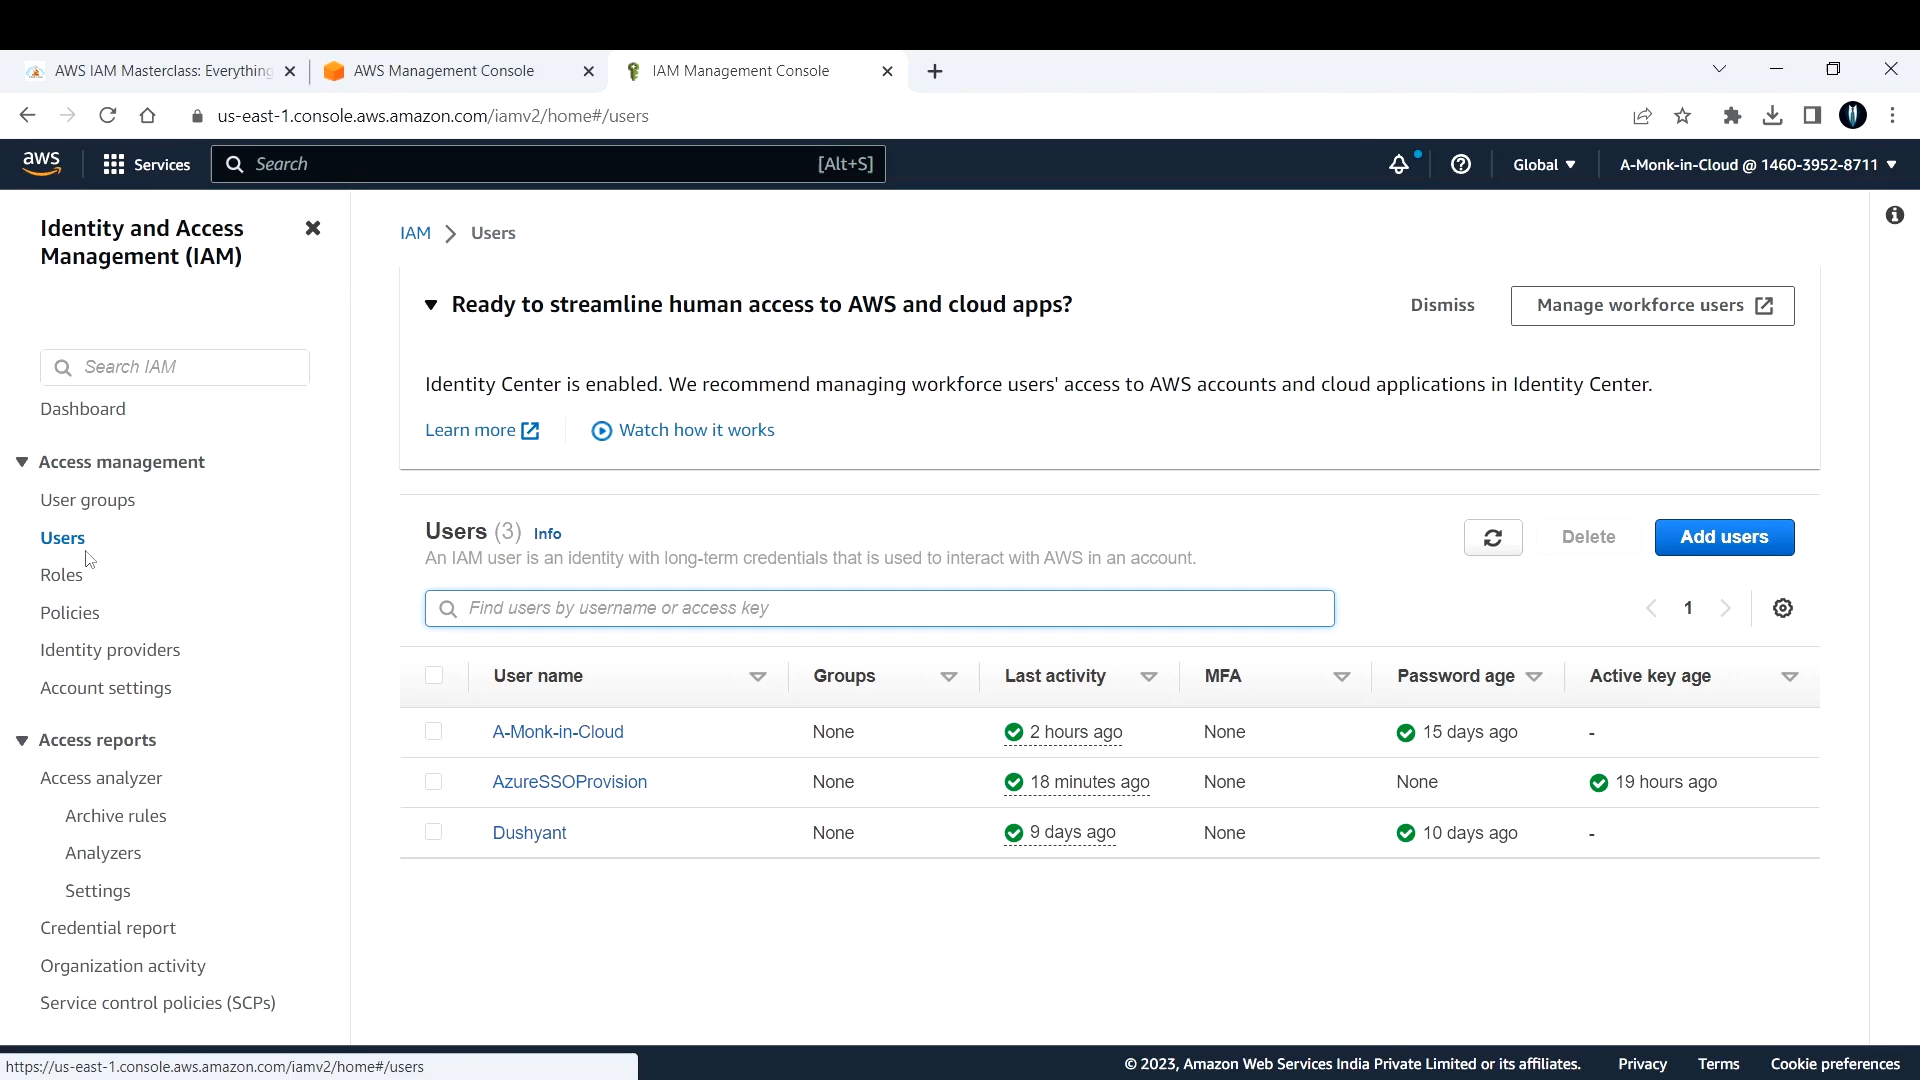 AWS IAM Masterclass: Everything
AWS Management Console
IAM Management Console
us-east-1.console.aws.amazon.com/iamv2/home#/users
aws
Services
Search
[Alt+S]
Global
A-Monk-in-Cloud @ 1460-3952-8711
Identity and Access
Management (IAM)
Search IAM
Dashboard
Access management
User groups
Users
Roles
Policies
Identity providers
Account settings
Access reports
Access analyzer
Archive rules
Analyzers
Settings
Credential report
Organization activity
Service control policies (SCPs)
IAM > Users
Ready to streamline human access to AWS and cloud apps?
Dismiss
Manage workforce users
Identity Center is enabled. We recommend managing workforce users' access to AWS accounts and cloud applications in Identity Center.
Learn more
Watch how it works
Users (3) Info
An IAM user is an identity with long-term credentials that is used to interact with AWS in an account.
Delete
Add users
Find users by username or access key
1
User name Groups Last activity MFA Password age Active key age
A-Monk-in-Cloud None 2 hours ago None 15 days ago -
AzureSSOProvision None 18 minutes ago None None 19 hours ago
Dushyant None 9 days ago None 10 days ago -
https://us-east-1.console.aws.amazon.com/iamv2/home#/users
© 2023, Amazon Web Services India Private Limited or its affiliates. Privacy Terms Cookie preferences